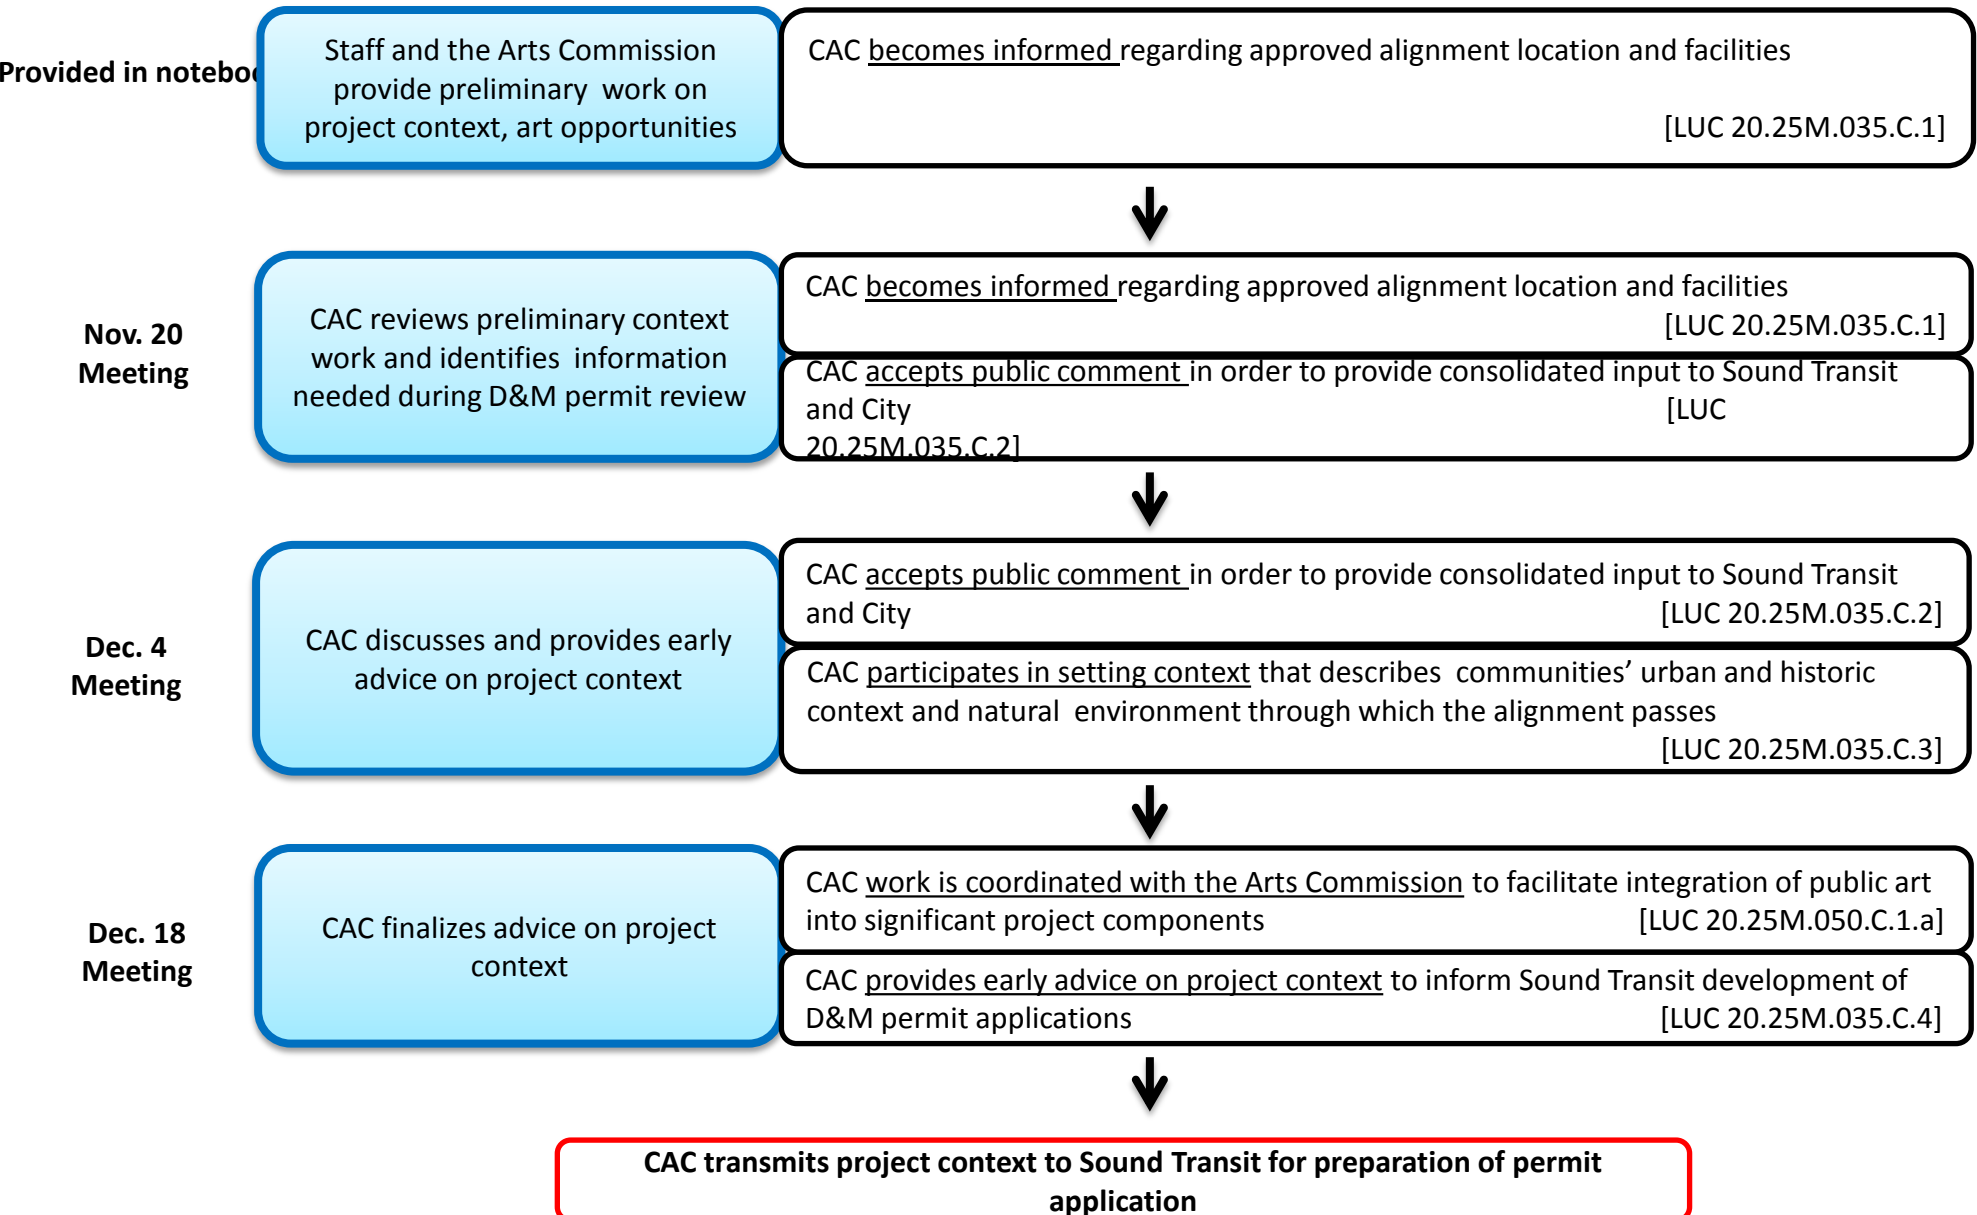 Provided in notebo
Staff and the Arts Commission
provide preliminary work on
project context, art opportunities
CAC becomes informed regarding approved alignment location and facilities
[LUC 20.25M.035.C.1]
Nov. 20
Meeting
CAC reviews preliminary context
work and identifies information
needed during D&M permit review
CAC becomes informed regarding approved alignment location and facilities
[LUC 20.25M.035.C.1]
CAC accepts public comment in order to provide consolidated input to Sound Transit
and City [LUC
20.25M.035.C.2]
Dec. 4
Meeting
CAC discusses and provides early
advice on project context
CAC accepts public comment in order to provide consolidated input to Sound Transit
and City [LUC 20.25M.035.C.2]
CAC participates in setting context that describes communities’ urban and historic
context and natural environment through which the alignment passes
[LUC 20.25M.035.C.3]
Dec. 18
Meeting
CAC finalizes advice on project
context
CAC work is coordinated with the Arts Commission to facilitate integration of public art
into significant project components [LUC 20.25M.050.C.1.a]
CAC provides early advice on project context to inform Sound Transit development of
D&M permit applications [LUC 20.25M.035.C.4]
CAC transmits project context to Sound Transit for preparation of permit
application